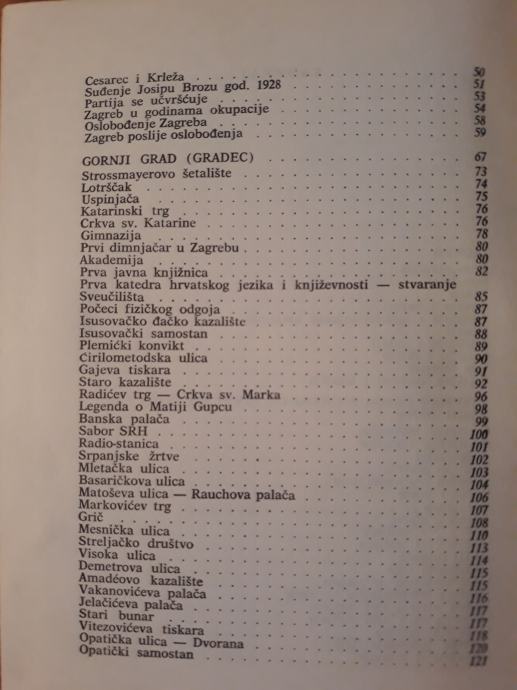 Cesarec i Krleža . . . . . . . . . . . . . . . . . . 50
Suđenje Josipu Brozu god. 1928 . . . . . . . . . . . 51
Partija se učvršćuje . . . . . . . . . . . . . . . . 53
Zagreb u godinama okupacije . . . . . . . . . . . . 54
Oslobođenje Zagreba . . . . . . . . . . . . . . . . 58
Zagreb poslije oslobođenja . . . . . . . . . . . . . 59
GORNJI GRAD (GRADEC) . . . . . . . . . . . . . . . 67
Strossmayerovo šetalište . . . . . . . . . . . . . . 73
Lotrščak . . . . . . . . . . . . . . . . . . . . . . 74
Uspinjača . . . . . . . . . . . . . . . . . . . . . 75
Katarinski trg . . . . . . . . . . . . . . . . . . . 76
Crkva sv. Katarine . . . . . . . . . . . . . . . . . 76
Gimnazija . . . . . . . . . . . . . . . . . . . . . 78
Prvi dimnjačar u Zagrebu . . . . . . . . . . . . . . 80
Akademija . . . . . . . . . . . . . . . . . . . . . 80
Prva javna knjižnica . . . . . . . . . . . . . . . . 82
Prva katedra hrvatskog jezika i književnosti — stvaranje
Sveučilišta . . . . . . . . . . . . . . . . . . . . 85
Počeci fizičkog odgoja . . . . . . . . . . . . . . . 87
Isusovačko đačko kazalište . . . . . . . . . . . . . 87
Isusovački samostan . . . . . . . . . . . . . . . . 88
Plemićki konvikt . . . . . . . . . . . . . . . . . . 89
Ćirilometodska ulica . . . . . . . . . . . . . . . . 90
Gajeva tiskara . . . . . . . . . . . . . . . . . . . 91
Staro kazalište . . . . . . . . . . . . . . . . . . 92
Radićev trg — Crkva sv. Marka . . . . . . . . . . . 96
Legenda o Matiji Gupcu . . . . . . . . . . . . . . . 98
Banska palača . . . . . . . . . . . . . . . . . . . 99
Sabor SRH . . . . . . . . . . . . . . . . . . . . . 100
Radio-stanica . . . . . . . . . . . . . . . . . . . 101
Srpanjske žrtve . . . . . . . . . . . . . . . . . . 102
Mletačka ulica . . . . . . . . . . . . . . . . . . . 103
Basaričkova ulica . . . . . . . . . . . . . . . . . 104
Matoševa ulica — Rauchova palača . . . . . . . . . . 106
Markovićev trg . . . . . . . . . . . . . . . . . . . 107
Grič . . . . . . . . . . . . . . . . . . . . . . . . 108
Mesnička ulica . . . . . . . . . . . . . . . . . . . 110
Streljačko društvo . . . . . . . . . . . . . . . . . 113
Visoka ulica . . . . . . . . . . . . . . . . . . . . 114
Demetrova ulica . . . . . . . . . . . . . . . . . . 115
Amadéovo kazalište . . . . . . . . . . . . . . . . . 115
Vakanovićeva palača . . . . . . . . . . . . . . . . 116
Jelačićeva palača . . . . . . . . . . . . . . . . . 117
Stari bunar . . . . . . . . . . . . . . . . . . . . 117
Vitezovićeva tiskara . . . . . . . . . . . . . . . . 118
Opatička ulica — Dvorana . . . . . . . . . . . . . . 120
Opatički samostan . . . . . . . . . . . . . . . . . 121